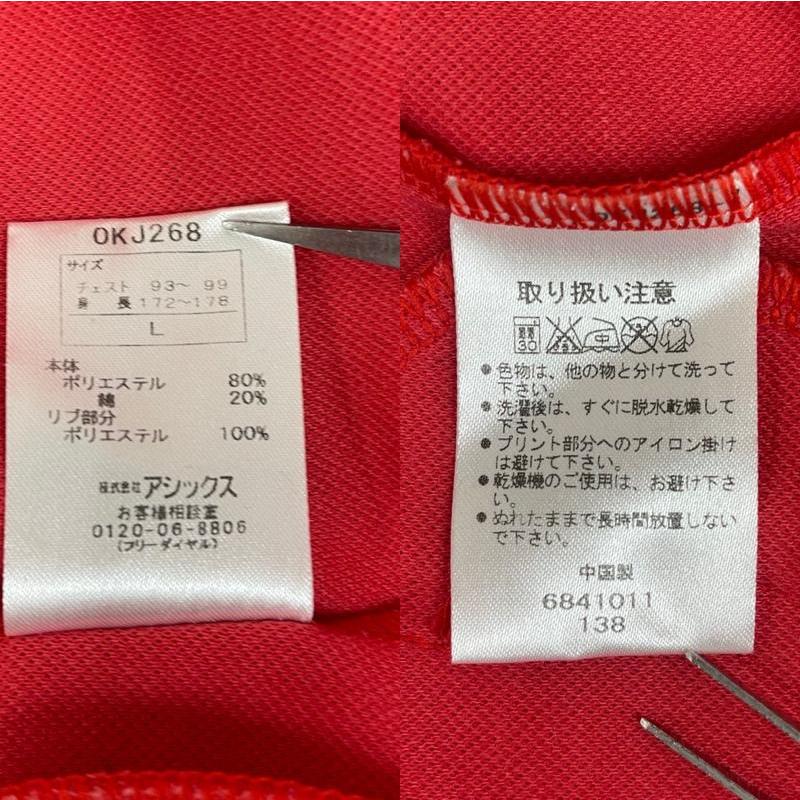 OKJ268
サイズ
チェスト 93〜 99
身 長 172〜178
L
本体
ポリエステル 80%
綿 20%
リブ部分
ポリエステル 100%
株式会社アシックス
お客様相談室
0120-06-8806
(フリーダイヤル)
取り扱い注意
30
●色物は、他の物と分けて洗って
下さい。
●洗濯後は、すぐに脱水乾燥して
下さい。
●プリント部分へのアイロン掛け
は避けて下さい。
●乾燥機のご使用は、お避け下さ
い。
●ぬれたままで長時間放置しない
で下さい。
中国製
6841011
138